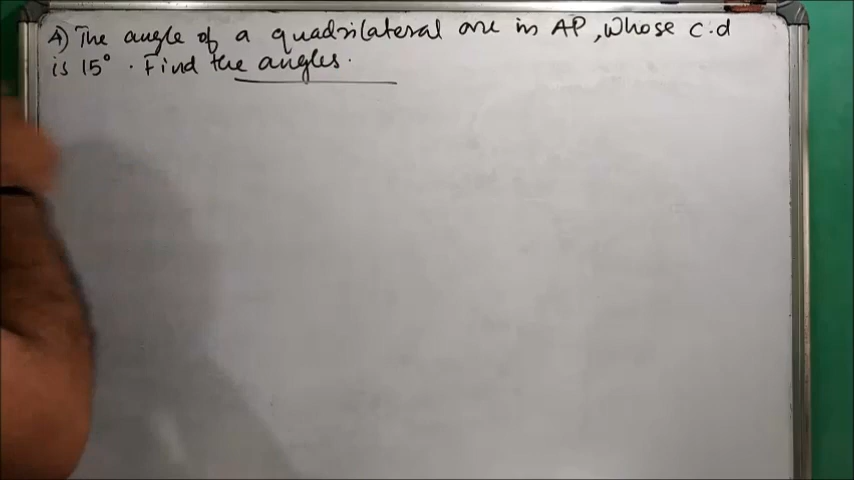 4) The angle of a quadrilateral are in AP, whose c.d
is 15° . Find the angles.